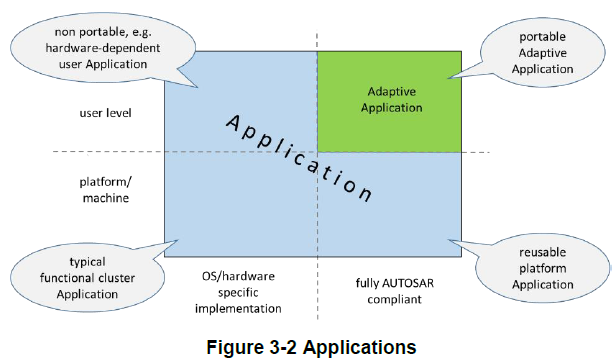 non portable, e.g.
hardware-dependent
user Application
portable
Adaptive
Application
user level
Adaptive
Application
Application
platform/
machine
typical
functional cluster
Application
reusable
platform
Application
OS/hardware
specific
implementation
fully AUTOSAR
compliant
Figure 3-2 Applications